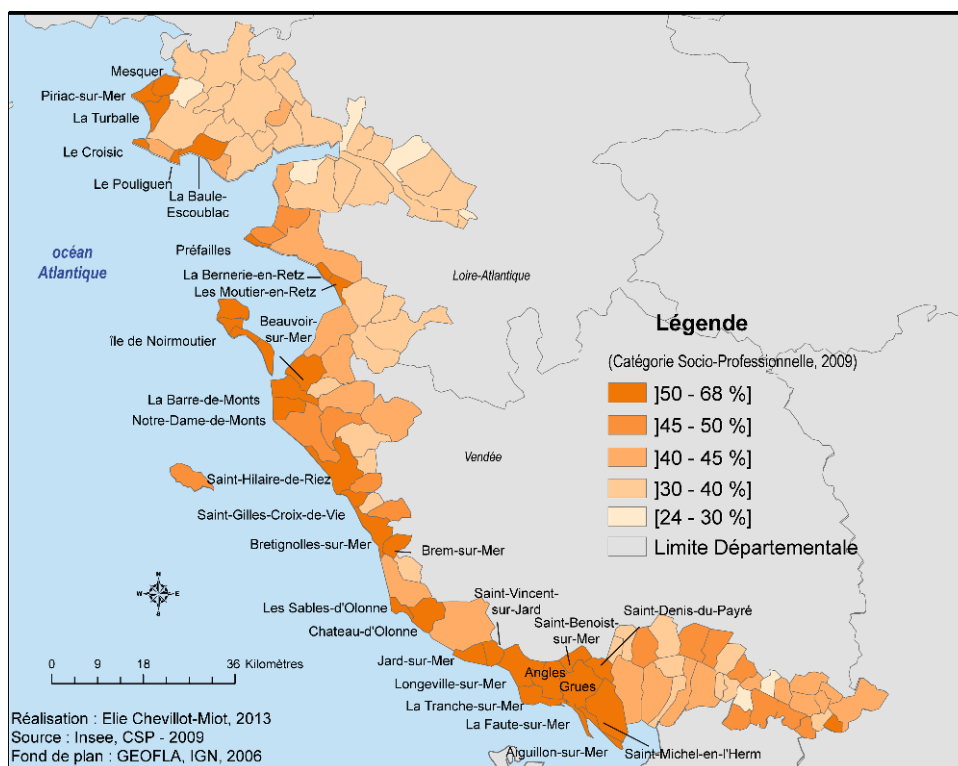 Mesquer
Piriac-sur-Mer
La Turballe
Le Croisic
Le Pouliguen
La Baule-
Escoublac
océan
Atlantique
Préfailles
La Bernerie-en-Retz
Les Moutier-en-Retz
Loire-Atlantique
Beauvoir-
sur-Mer
île de Noirmoutier
La Barre-de-Monts
Notre-Dame-de-Monts
Vendée
Saint-Hilaire-de-Riez
Saint-Gilles-Croix-de-Vie
Bretignolles-sur-Mer
Brem-sur-Mer
Les Sables-d'Olonne
Chateau-d'Olonne
Saint-Vincent-
sur-Jard
Saint-Benoist-
sur-Mer
Saint-Denis-du-Payré
Jard-sur-Mer
Angles
Longeville-sur-Mer
Grues
La Tranche-sur-Mer
La Faute-sur-Mer
Aiguillon-sur-Mer
Saint-Michel-en-l'Herm
Légende
(Catégorie Socio-Professionnelle, 2009)
]50 - 68 %]
]45 - 50 %]
]40 - 45 %]
]30 - 40 %]
[24 - 30 %]
Limite Départementale
N
W E
S
0 9 18 36 Kilomètres
Réalisation : Elie Chevillot-Miot, 2013
Source : Insee, CSP - 2009
Fond de plan : GEOFLA, IGN, 2006